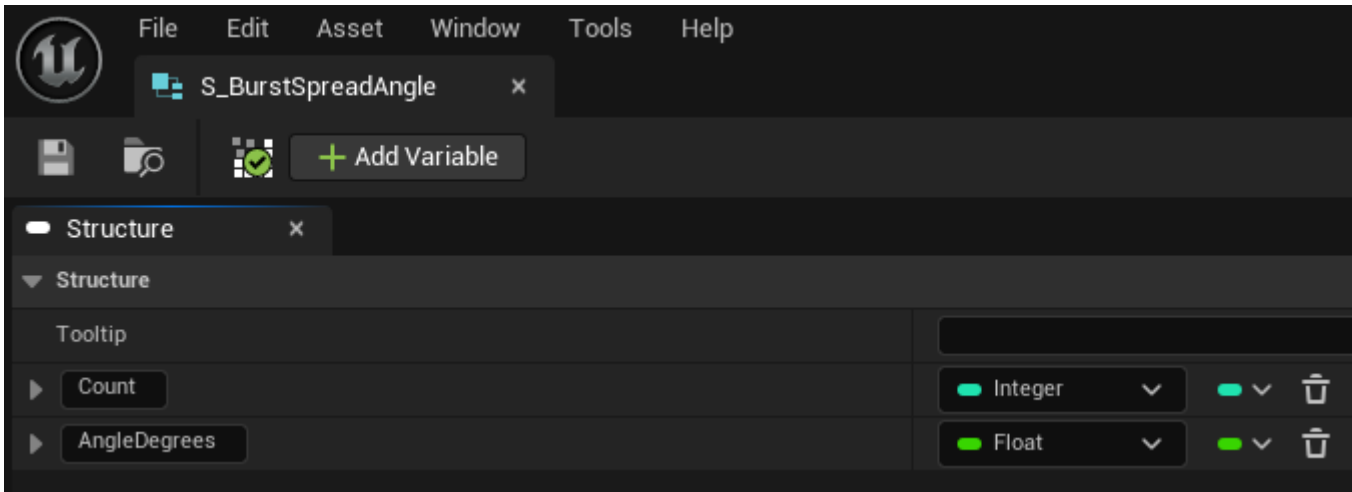 File Edit Asset Window Tools Help
S_BurstSpreadAngle
Add Variable
Structure
Structure
Tooltip
Count Integer
AngleDegrees Float